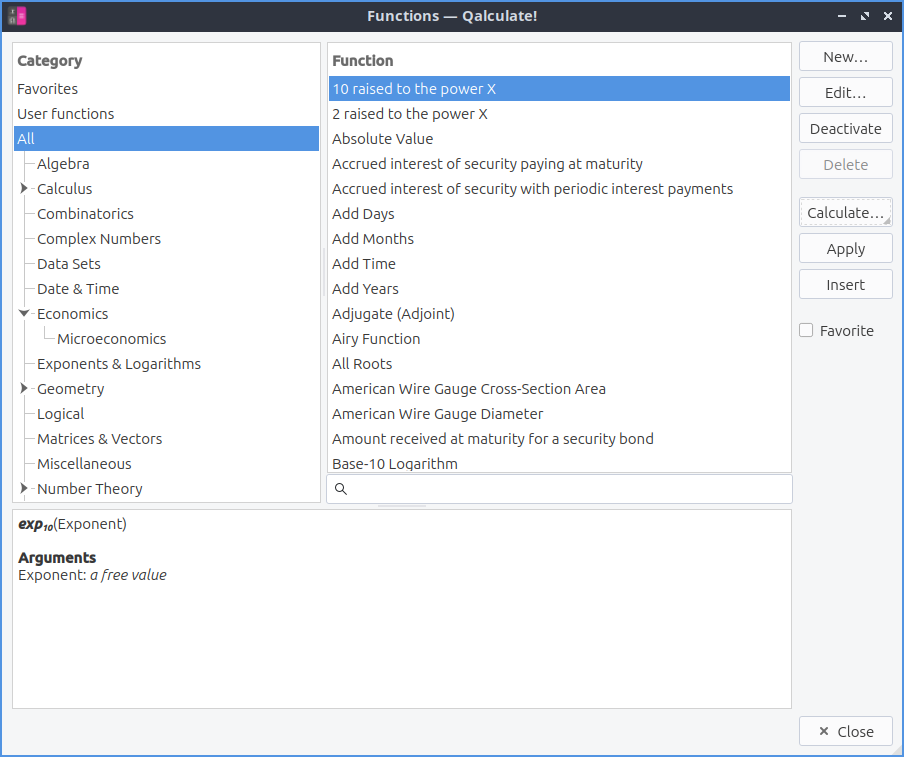 Functions — Qalculate!
Category
Favorites
User functions
All
Algebra
Calculus
Combinatorics
Complex Numbers
Data Sets
Date & Time
Economics
Microeconomics
Exponents & Logarithms
Geometry
Logical
Matrices & Vectors
Miscellaneous
Number Theory
Function
10 raised to the power X
2 raised to the power X
Absolute Value
Accrued interest of security paying at maturity
Accrued interest of security with periodic interest payments
Add Days
Add Months
Add Time
Add Years
Adjugate (Adjoint)
Airy Function
All Roots
American Wire Gauge Cross-Section Area
American Wire Gauge Diameter
Amount received at maturity for a security bond
Base-10 Logarithm
New…
Edit…
Deactivate
Delete
Calculate…
Apply
Insert
Favorite
exp₁₀(Exponent)
Arguments
Exponent: a free value
Close